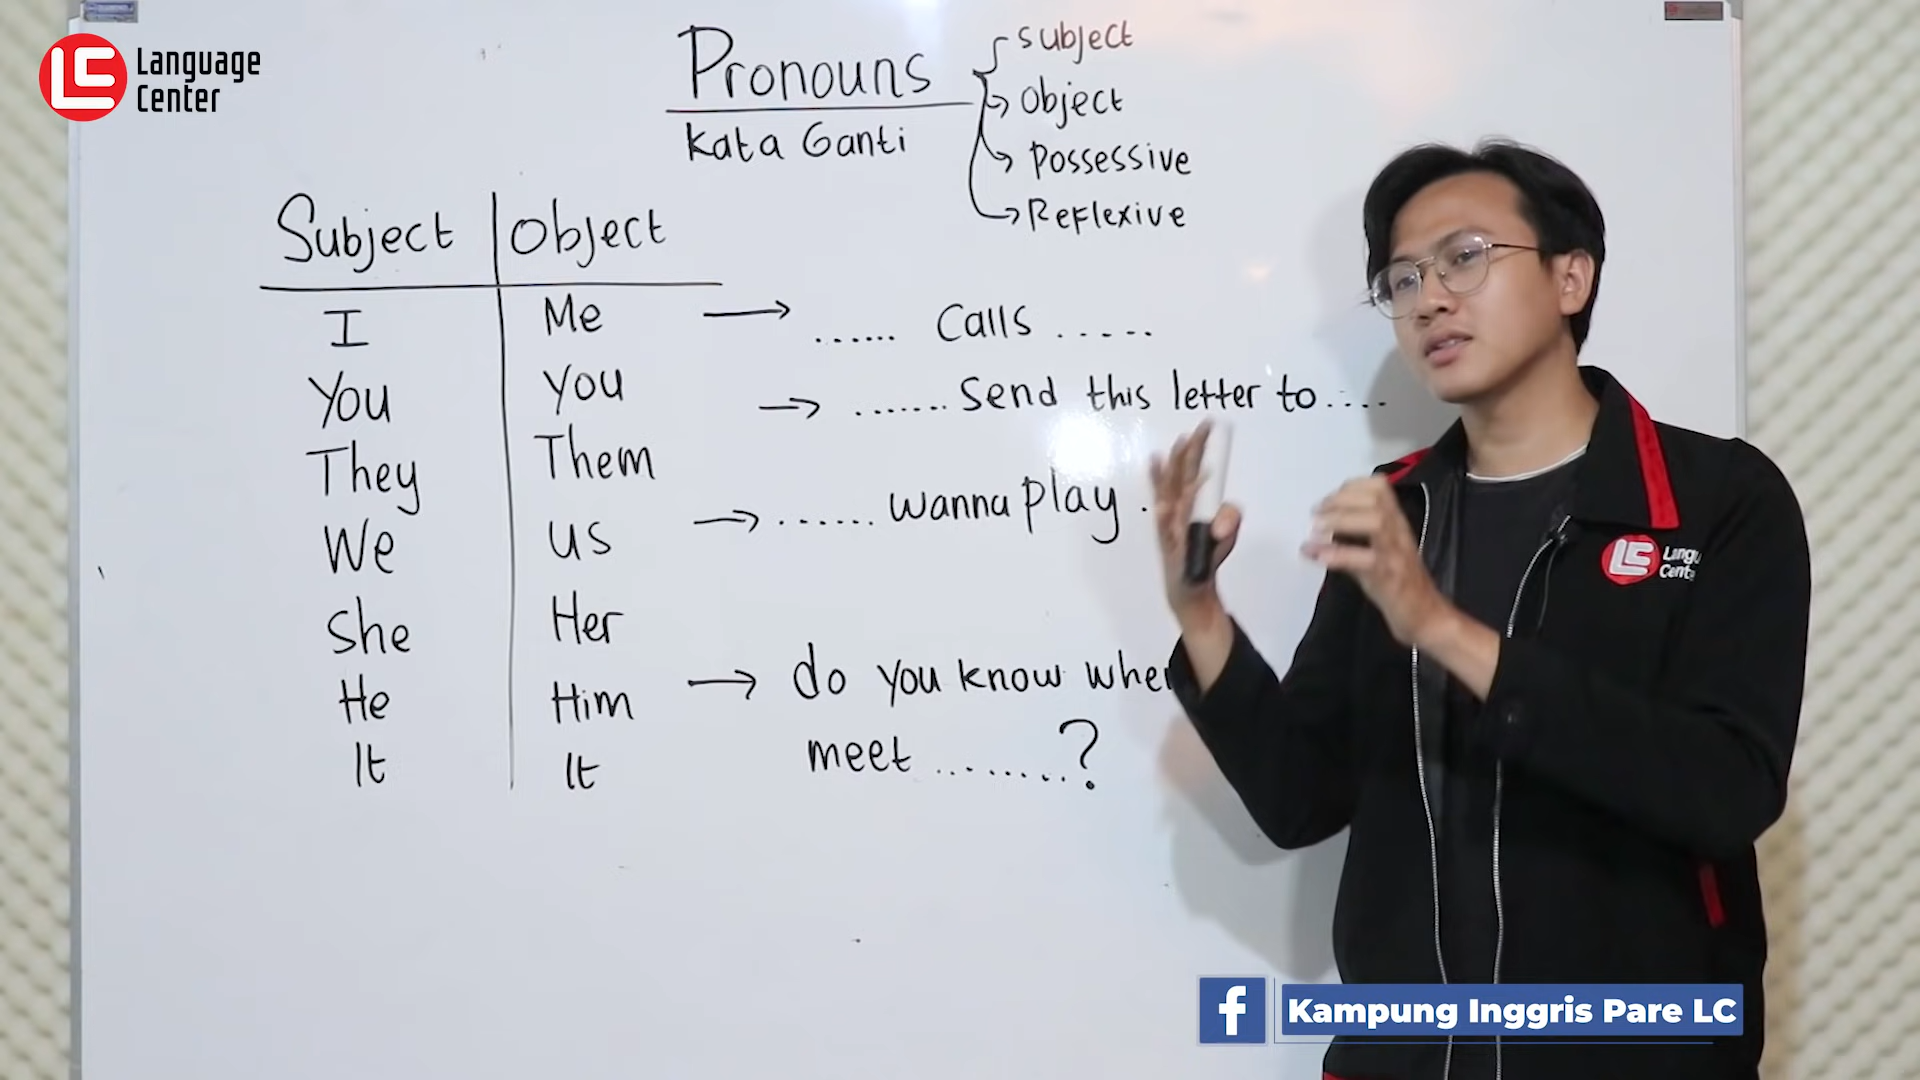 Language
Center
Pronouns
Kata Ganti
Subject
Object
Possessive
Reflexive
Subject Object
I Me
You You
They Them
We Us
She Her
He Him
It It
...... Calls .....
....... Send this letter to ....
...... wanna play .
do you know
meet ........?
LC
f Kampung Inggris Pare LC